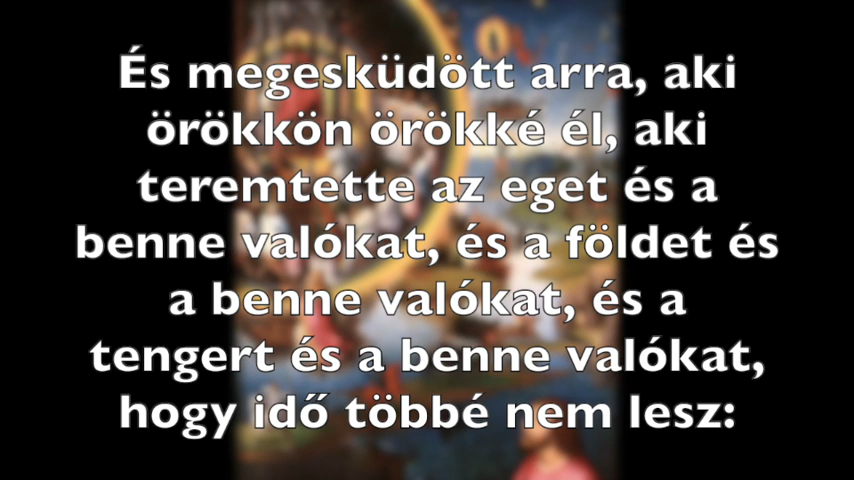 És megesküdött arra, aki
örökkön örökké él, aki
teremtette az eget és a
benne valókat, és a földet és
a benne valókat, és a
tengert és a benne valókat,
hogy idő többé nem lesz: